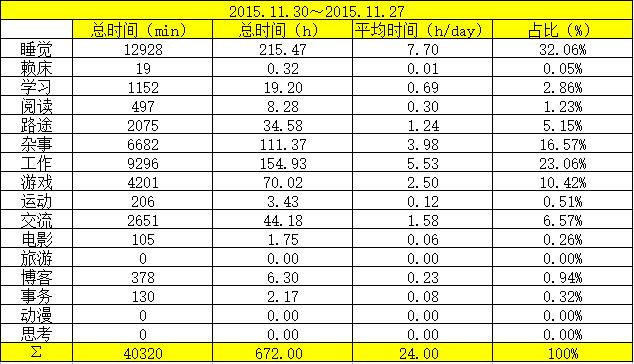 2015.11.30～2015.11.27
总时间（min） 总时间（h） 平均时间（h/day） 占比（%）
睡觉 12928 215.47 7.70 32.06%
赖床 19 0.32 0.01 0.05%
学习 1152 19.20 0.69 2.86%
阅读 497 8.28 0.30 1.23%
路途 2075 34.58 1.24 5.15%
杂事 6682 111.37 3.98 16.57%
工作 9296 154.93 5.53 23.06%
游戏 4201 70.02 2.50 10.42%
运动 206 3.43 0.12 0.51%
交流 2651 44.18 1.58 6.57%
电影 105 1.75 0.06 0.26%
旅游 0 0.00 0.00 0.00%
博客 378 6.30 0.23 0.94%
事务 130 2.17 0.08 0.32%
动漫 0 0.00 0.00 0.00%
思考 0 0.00 0.00 0.00%
Σ 40320 672.00 24.00 100%